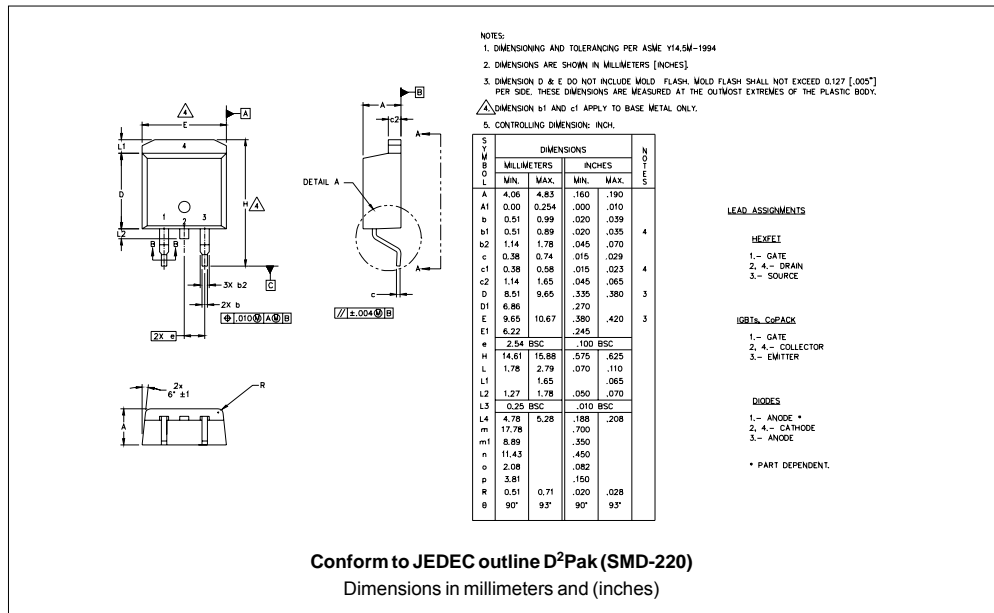 NOTES:
1. DIMENSIONING AND TOLERANCING PER ASME Y14.5M-1994
2. DIMENSIONS ARE SHOWN IN MILLIMETERS [INCHES].
3. DIMENSION D & E DO NOT INCLUDE MOLD FLASH. MOLD FLASH SHALL NOT EXCEED 0.127 [.005"]
PER SIDE. THESE DIMENSIONS ARE MEASURED AT THE OUTMOST EXTREMES OF THE PLASTIC BODY.
4 DIMENSION b1 AND c1 APPLY TO BASE METAL ONLY.
5. CONTROLLING DIMENSION: INCH.
4
E
A
L1
4
D
H
4
1
2
3
L2
B
B
C
3X b2
2X b
⌖ .010 Ⓜ A Ⓜ B
2X e
A
B
c2
A
DETAIL A
A
c
// ±.004 Ⓜ B
2x
6° ±1
R
A
SYMBOL DIMENSIONS NOTES
MILLIMETERS INCHES
MIN. MAX. MIN. MAX.
A 4.06 4.83 .160 .190
A1 0.00 0.254 .000 .010
b 0.51 0.99 .020 .039
b1 0.51 0.89 .020 .035 4
b2 1.14 1.78 .045 .070
c 0.38 0.74 .015 .029
c1 0.38 0.58 .015 .023 4
c2 1.14 1.65 .045 .065
D 8.51 9.65 .335 .380 3
D1 6.86 .270
E 9.65 10.67 .380 .420 3
E1 6.22 .245
e 2.54 BSC .100 BSC
H 14.61 15.88 .575 .625
L 1.78 2.79 .070 .110
L1 1.65 .065
L2 1.27 1.78 .050 .070
L3 0.25 BSC .010 BSC
L4 4.78 5.28 .188 .208
m 17.78 .700
m1 8.89 .350
n 11.43 .450
o 2.08 .082
p 3.81 .150
R 0.51 0.71 .020 .028
θ 90° 93° 90° 93°
LEAD ASSIGNMENTS
HEXFET
1.- GATE
2, 4.- DRAIN
3.- SOURCE
IGBTs, CoPACK
1.- GATE
2, 4.- COLLECTOR
3.- EMITTER
DIODES
1.- ANODE *
2, 4.- CATHODE
3.- ANODE
* PART DEPENDENT.
Conform to JEDEC outline D²Pak (SMD-220)
Dimensions in millimeters and (inches)